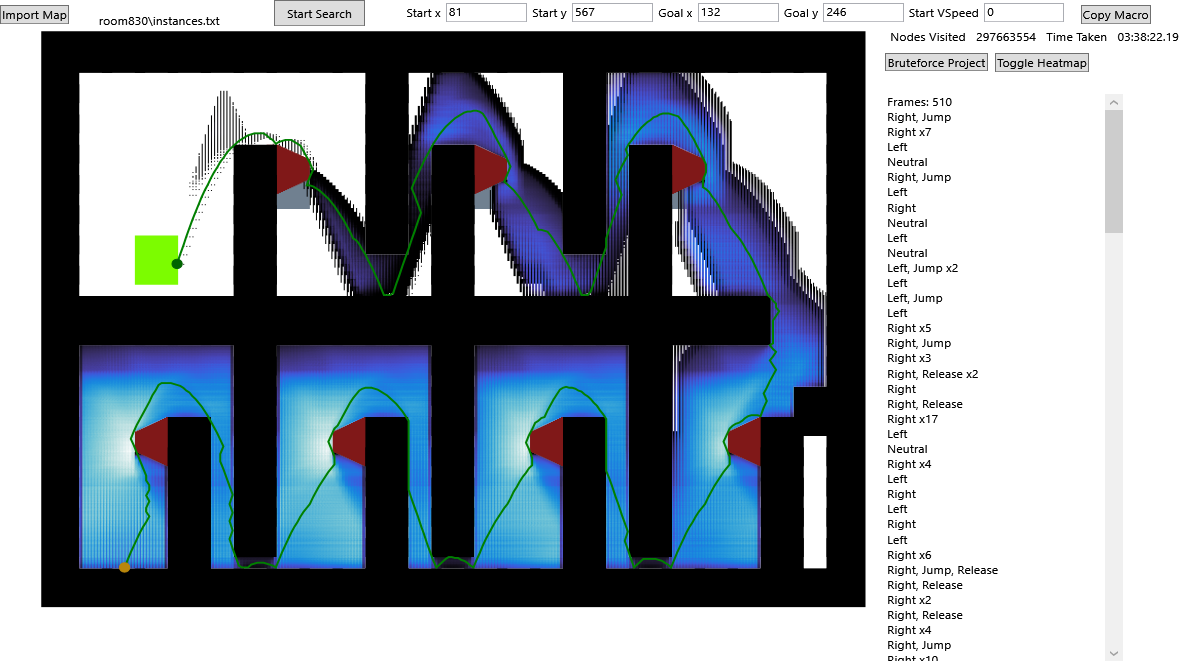 Import Map
room830\instances.txt
Start Search
Start x 81 Start y 567 Goal x 132 Goal y 246 Start VSpeed 0
Copy Macro
Nodes Visited 297663554 Time Taken 03:38:22.19
Bruteforce Project Toggle Heatmap
Frames: 510
Right, Jump
Right x7
Left
Neutral
Right, Jump
Left
Right
Neutral
Left
Neutral
Left, Jump x2
Left
Left, Jump
Left
Right x5
Right, Jump
Right x3
Right, Release x2
Right
Right, Release
Right x17
Left
Neutral
Right x4
Left
Right
Left
Right
Left
Right x6
Right, Jump, Release
Right, Release
Right x2
Right, Release
Right x4
Right, Jump
Right x10